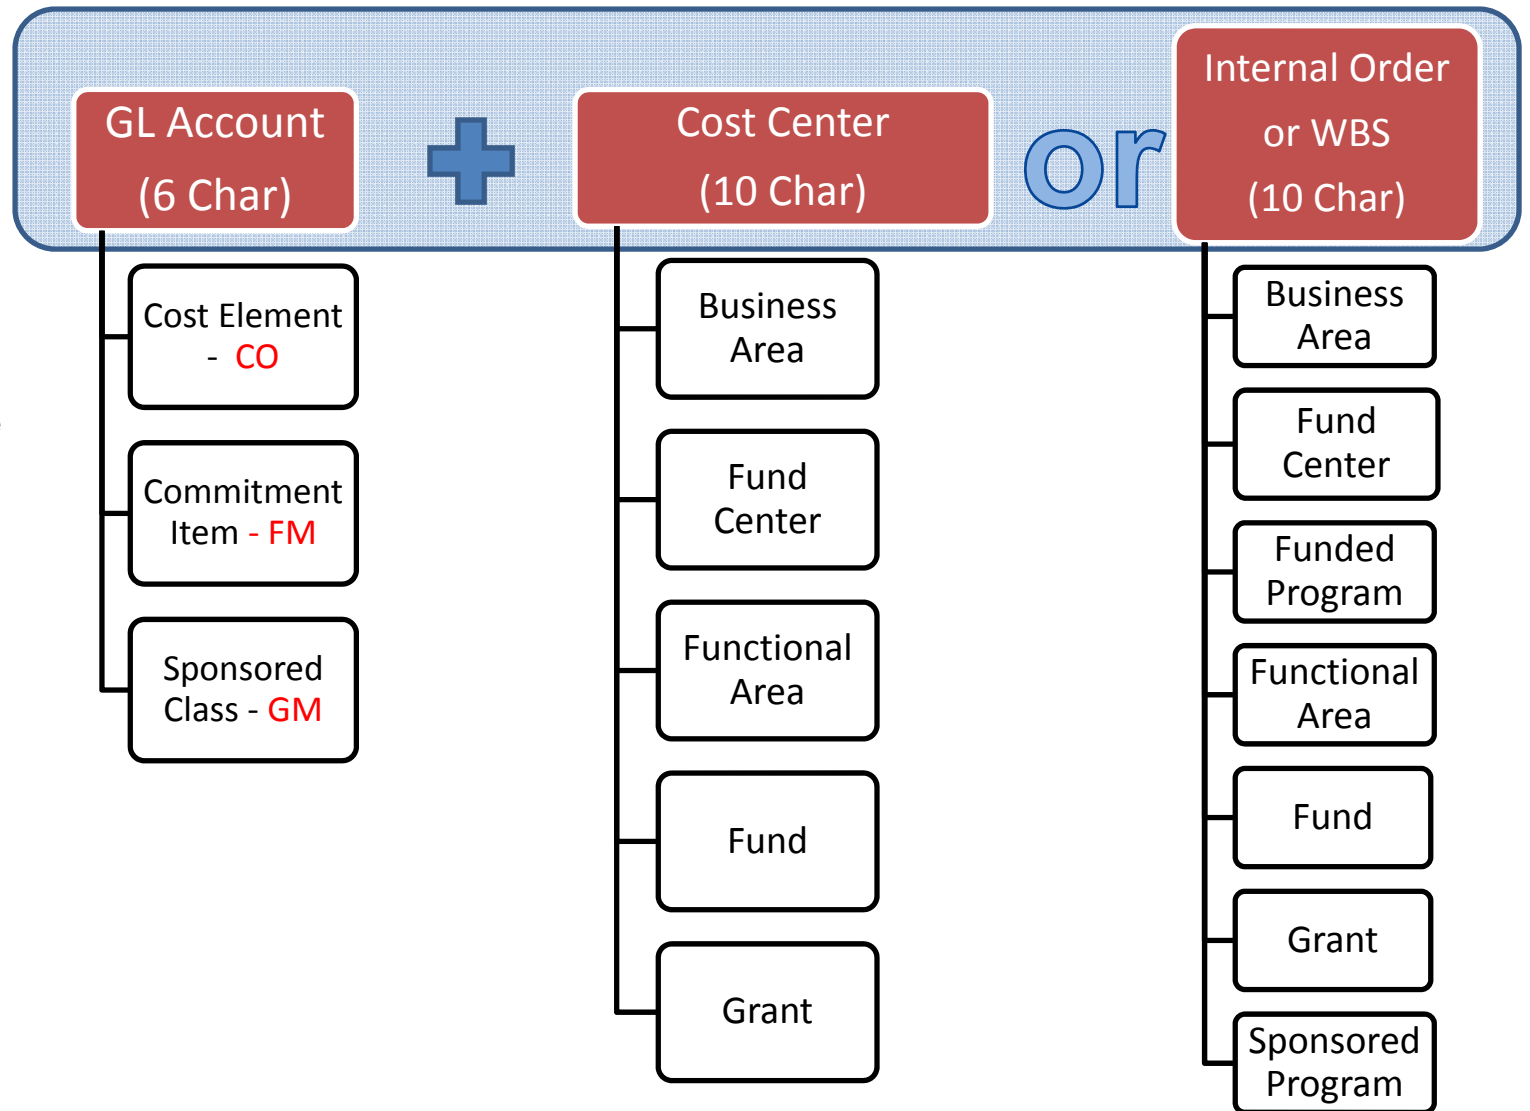 GL Account
(6 Char)
Cost Center
(10 Char)
or
Internal Order
or WBS
(10 Char)
Cost Element
- CO
Commitment
Item - FM
Sponsored
Class - GM
Business
Area
Fund
Center
Functional
Area
Fund
Grant
Business
Area
Fund
Center
Funded
Program
Functional
Area
Fund
Grant
Sponsored
Program